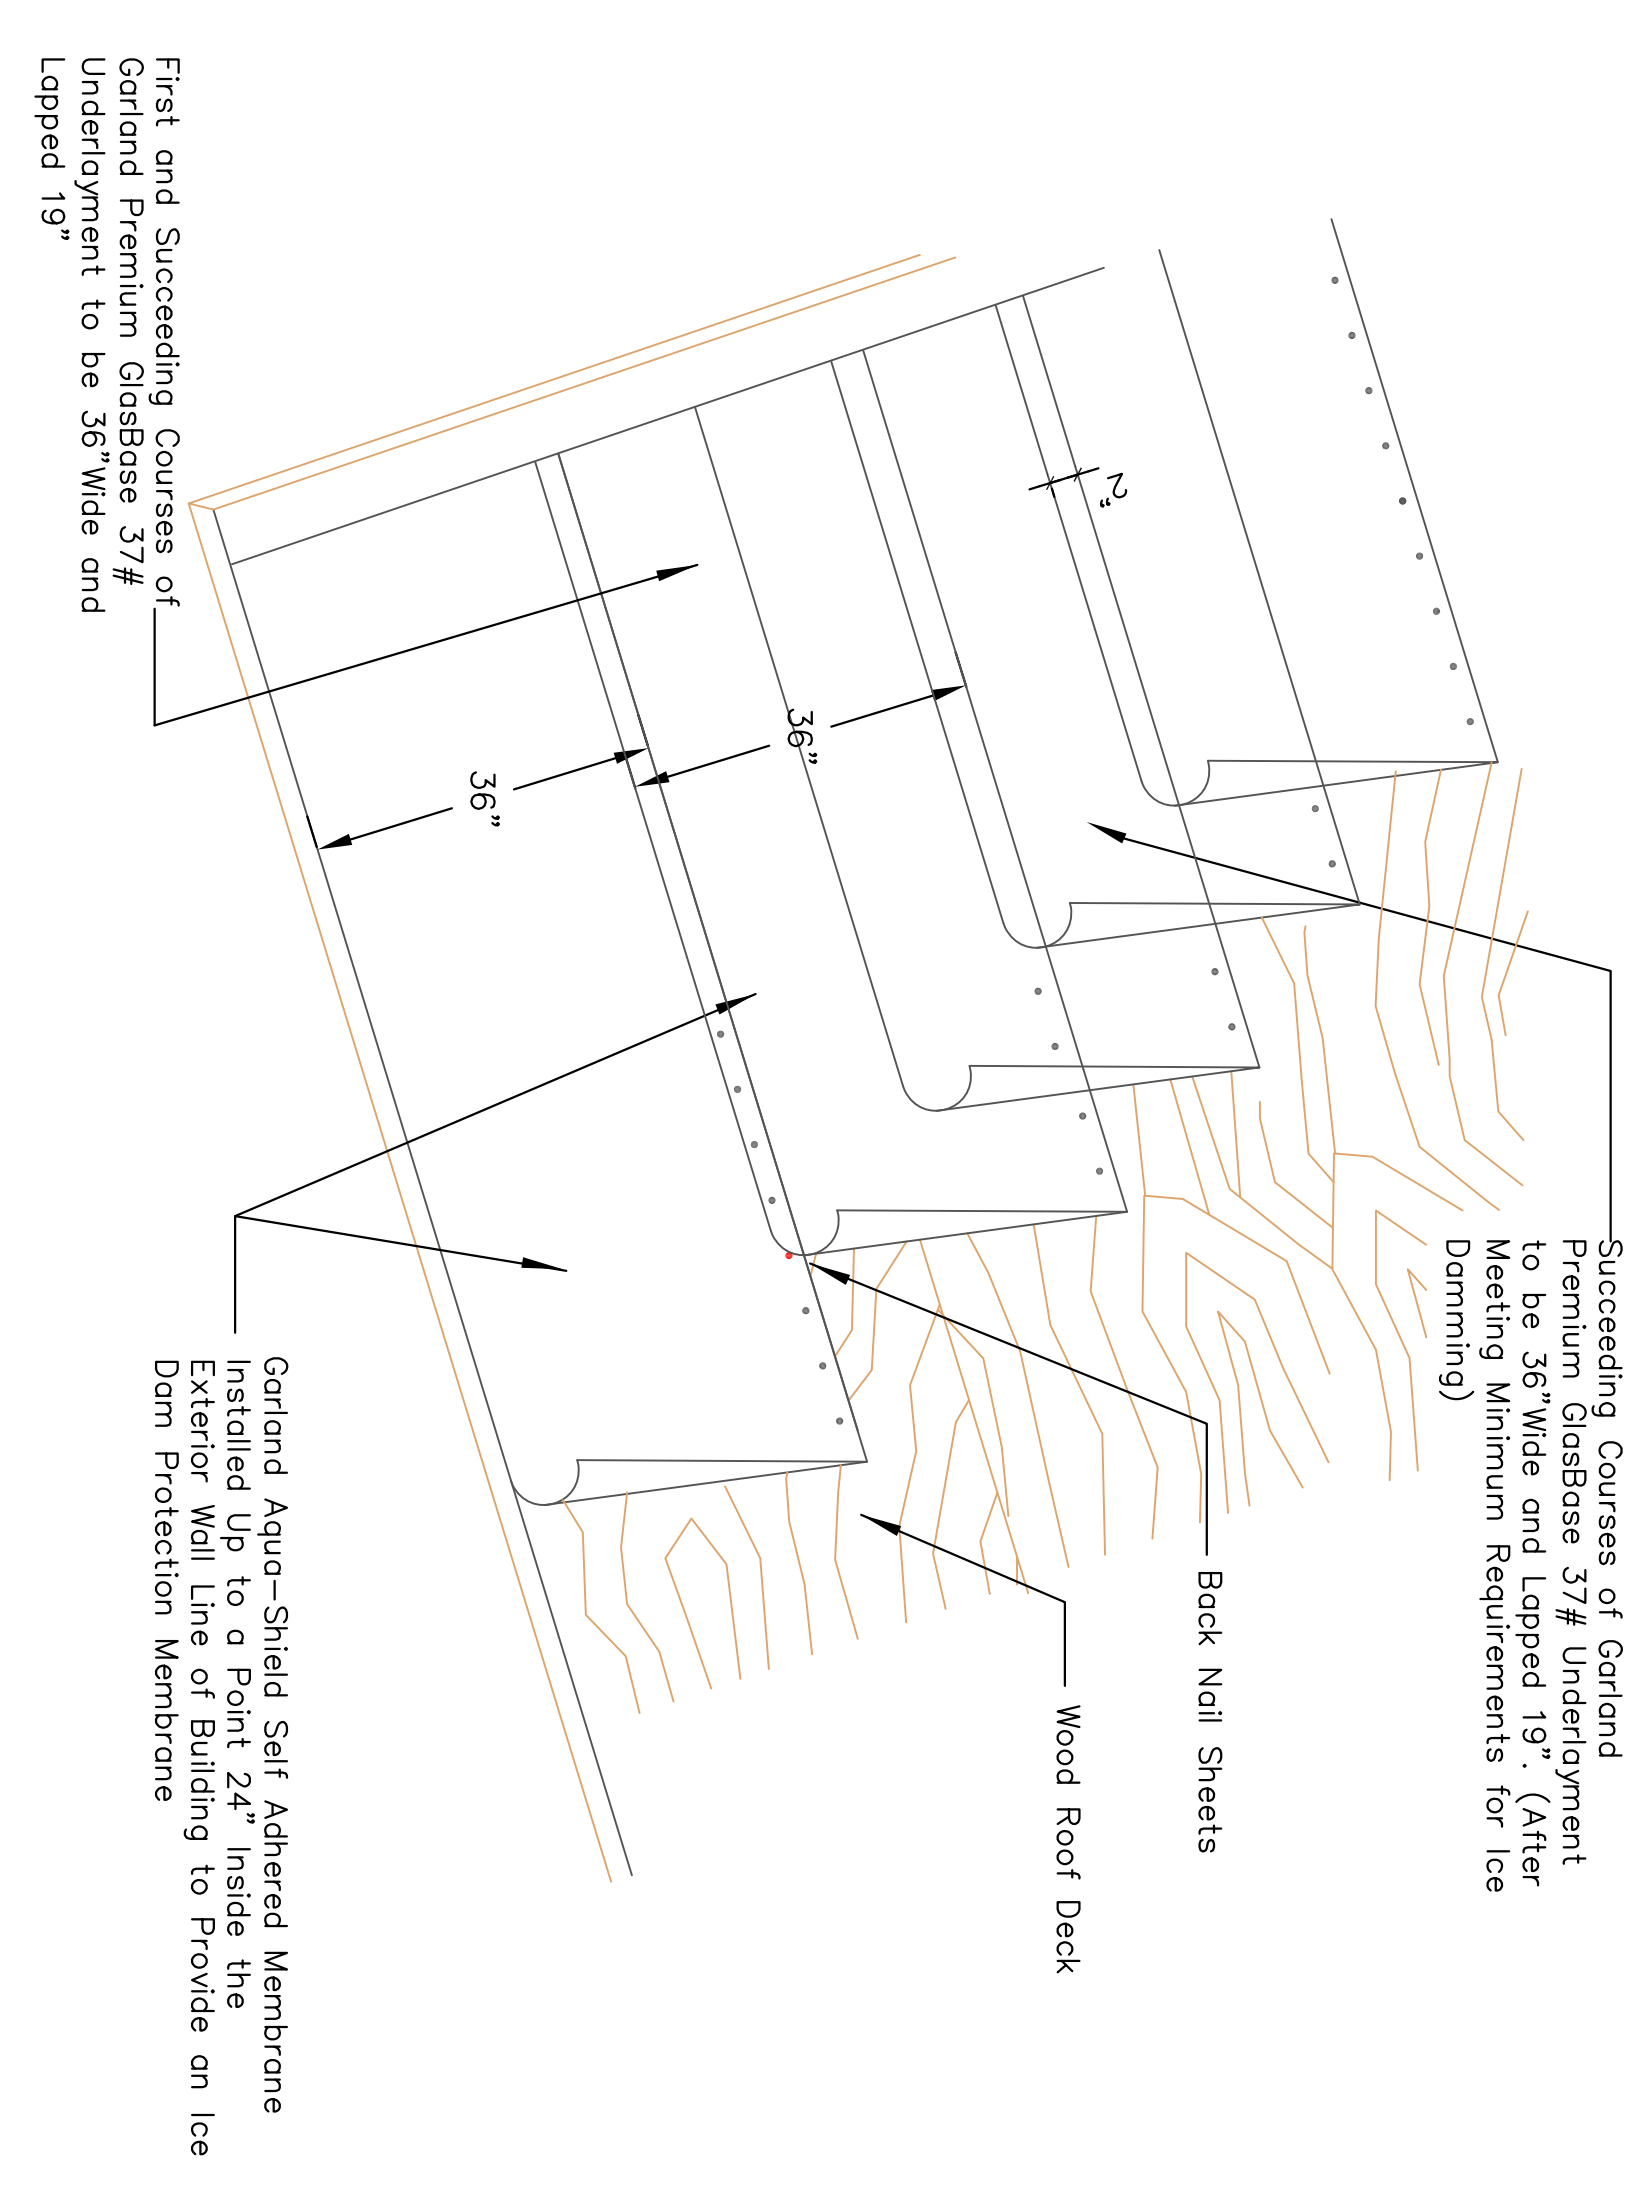 Succeeding Courses of Garland
Premium GlasBase 37# Underlayment
to be 36"Wide and Lapped 19". (After
Meeting Minimum Requirements for Ice
Damming)
Back Nail Sheets
Wood Roof Deck
2"
36"
36"
First and Succeeding Courses of
Garland Premium GlasBase 37#
Underlayment to be 36"Wide and
Lapped 19"
Garland Aqua-Shield Self Adhered Membrane
Installed Up to a Point 24" Inside the
Exterior Wall Line of Building to Provide an Ice
Dam Protection Membrane